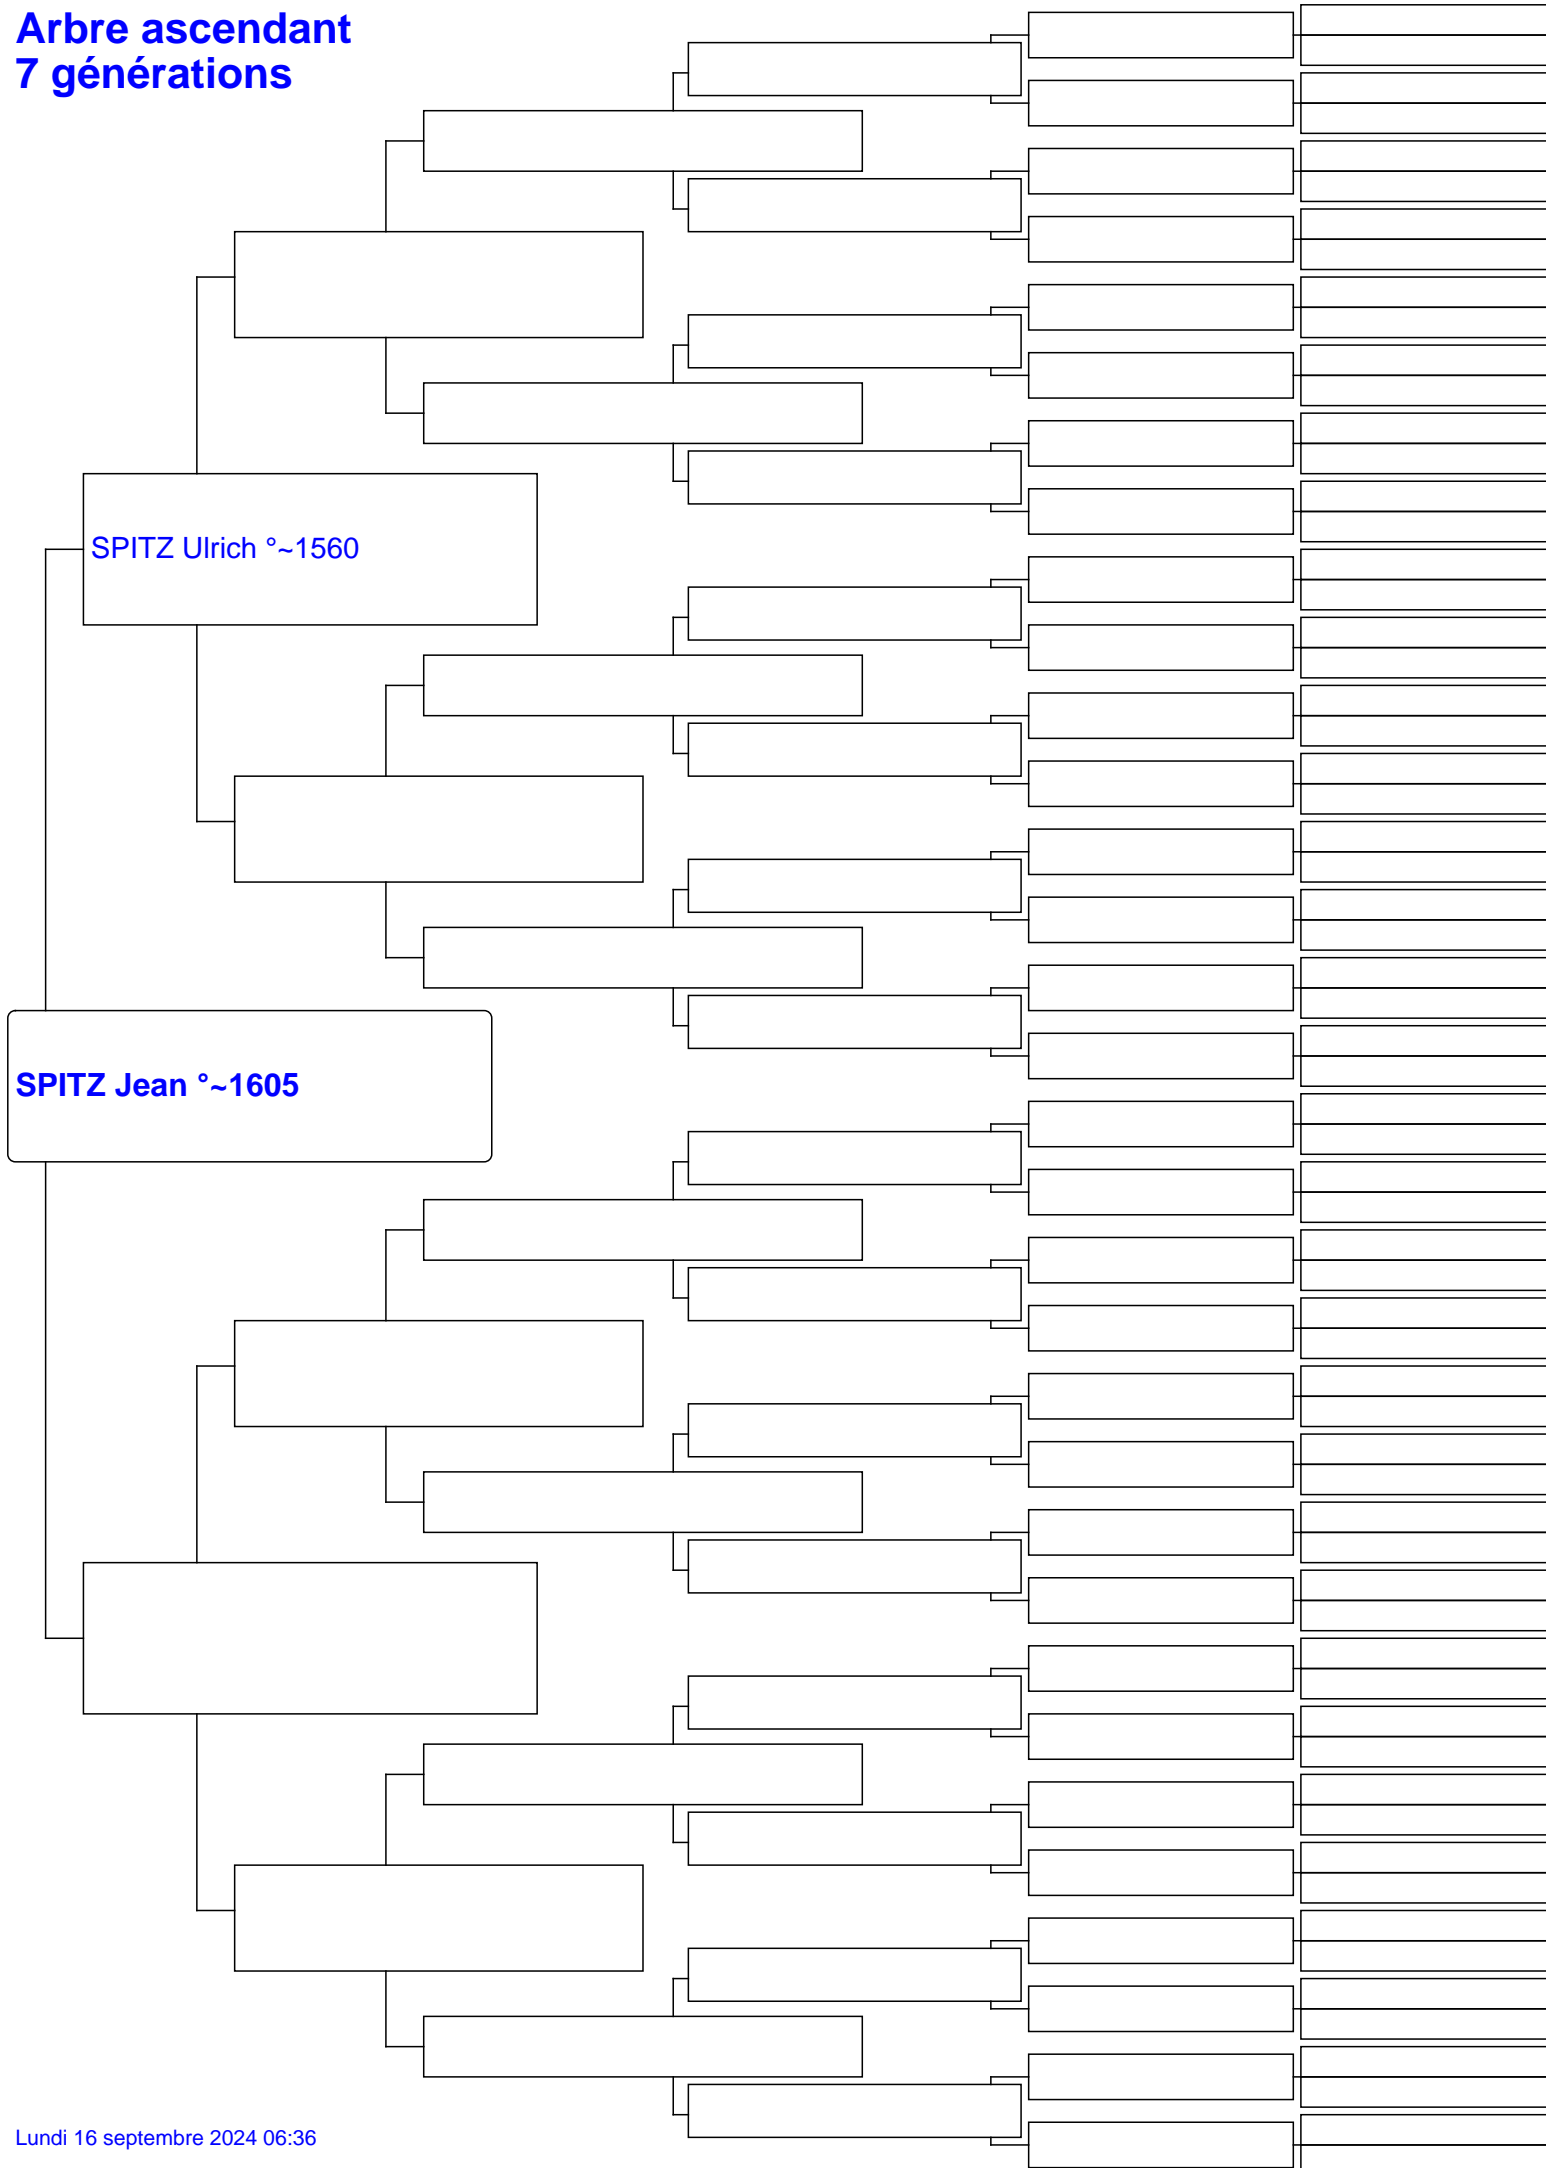 Arbre ascendant
7 générations
SPITZ Ulrich °~1560
SPITZ Jean °~1605
Lundi 16 septembre 2024 06:36